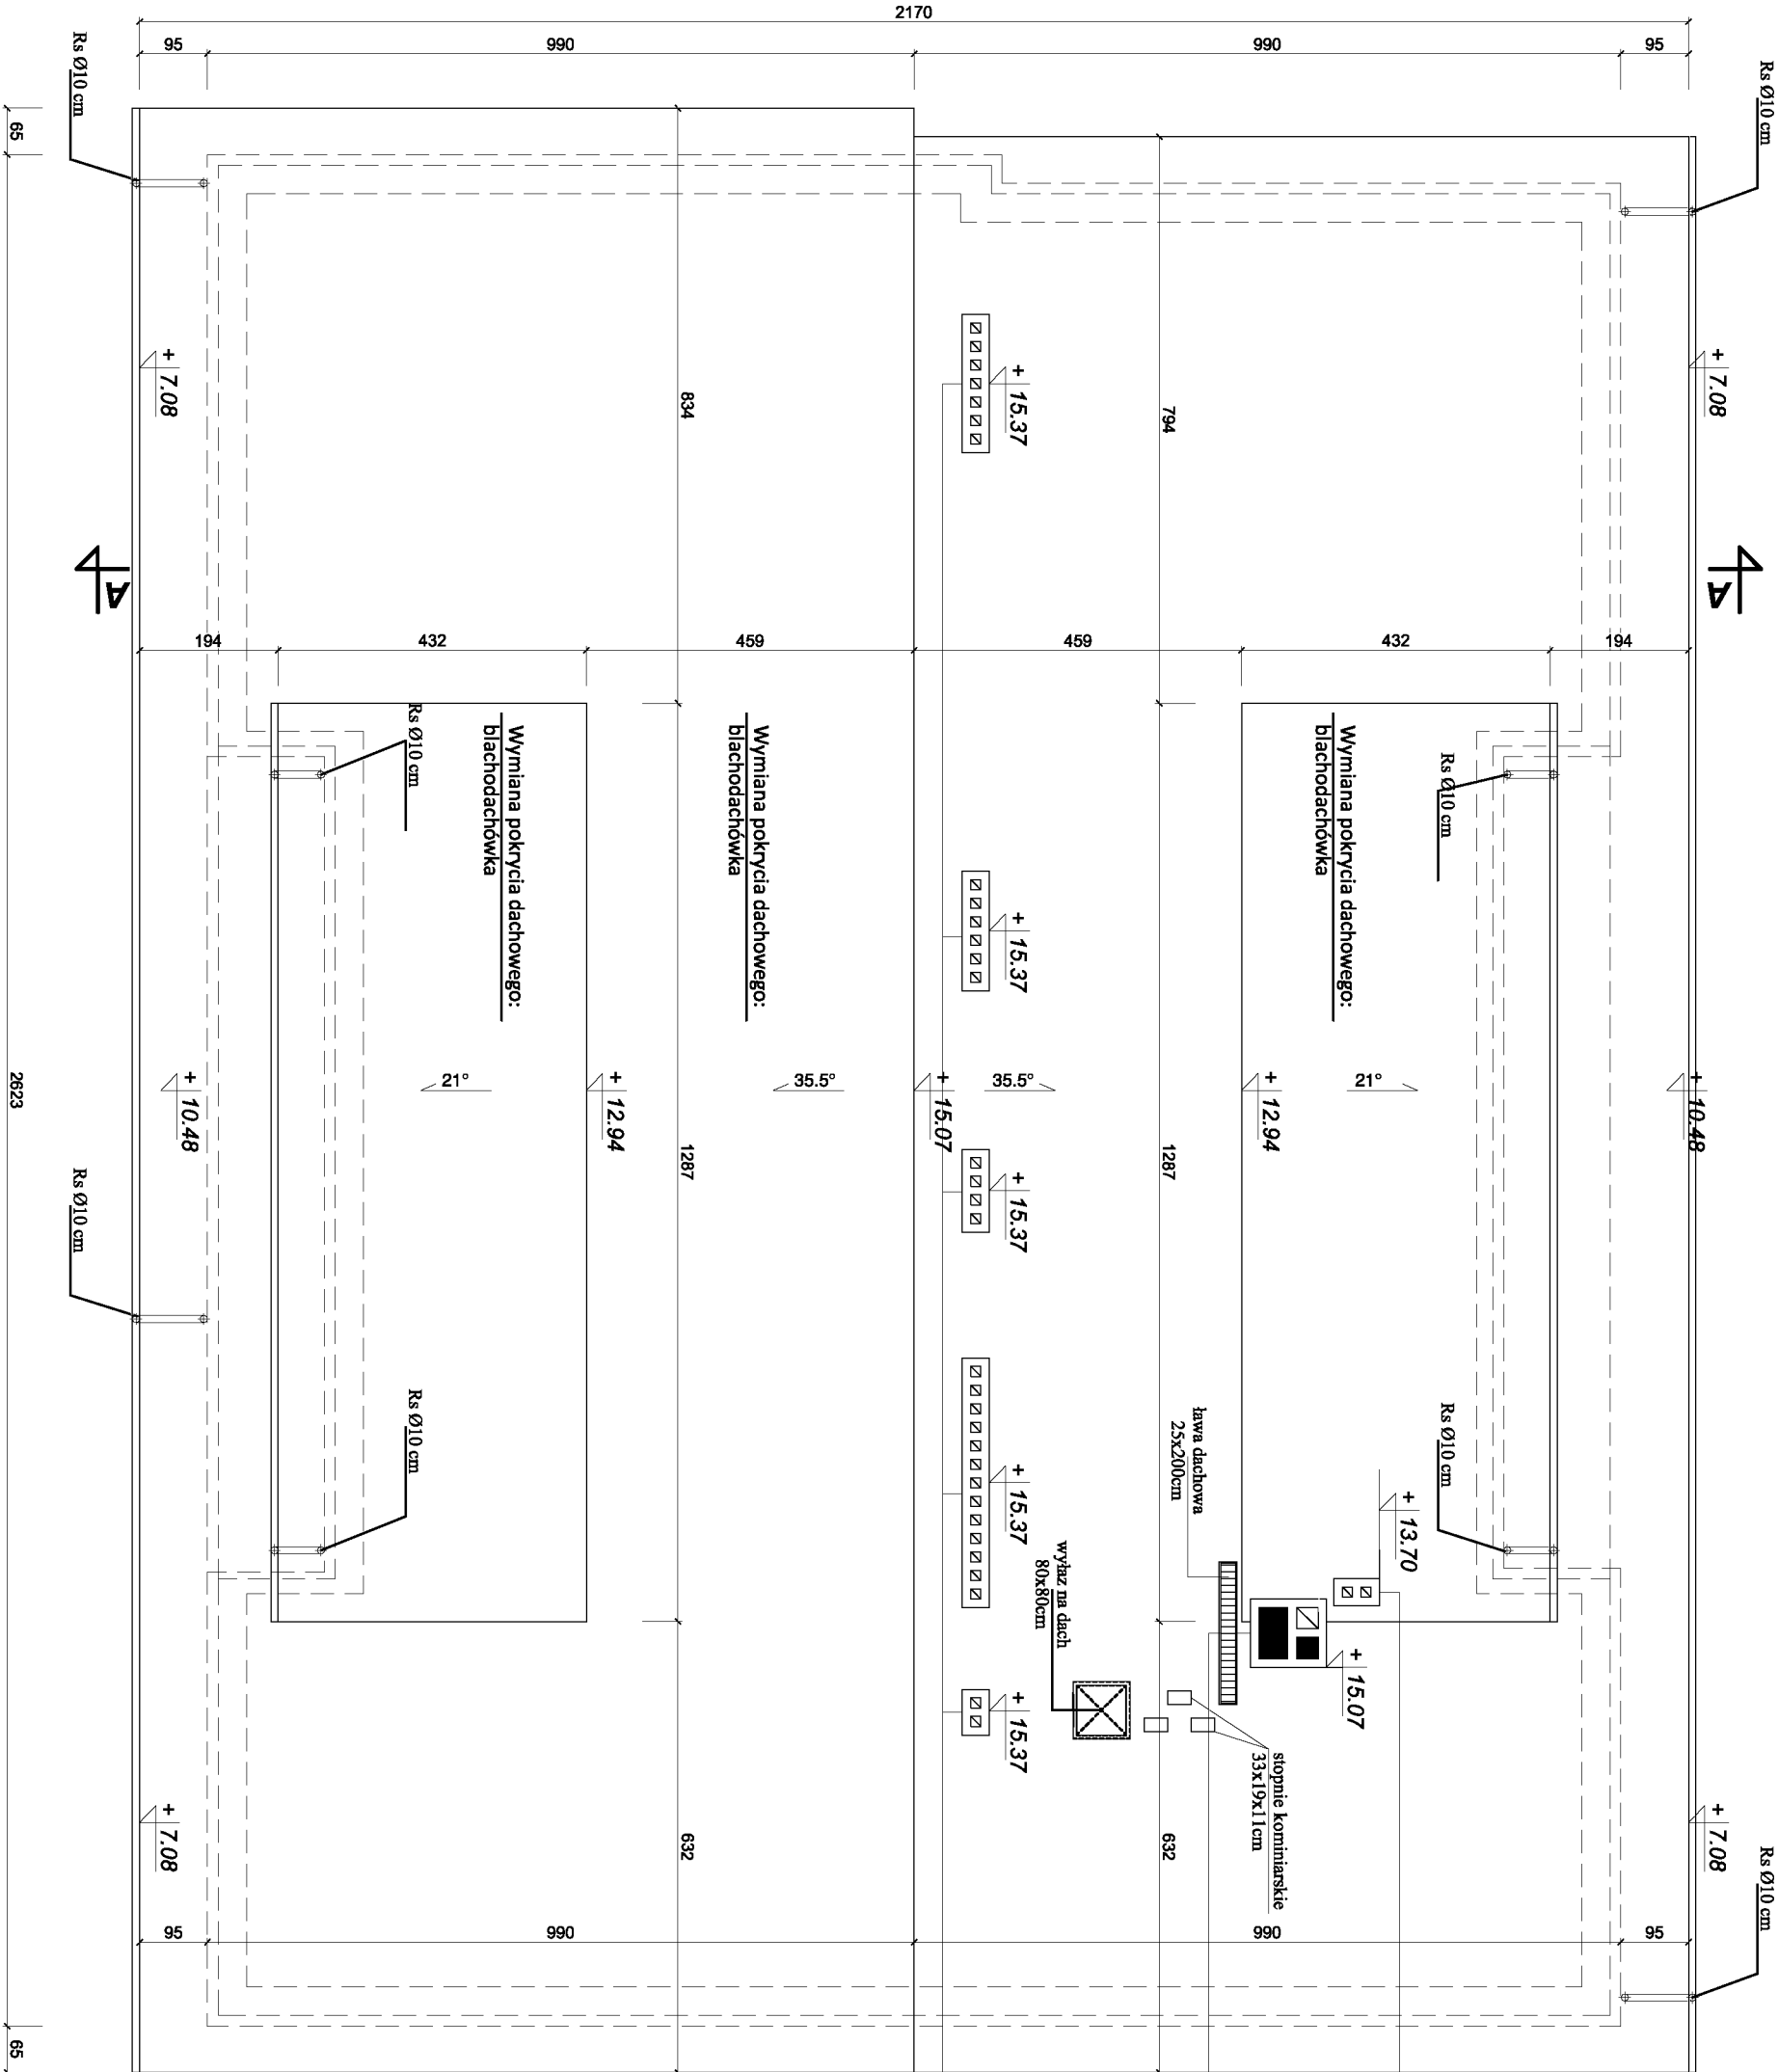 2170
95
990
990
95
Rs Ø10 cm
Rs Ø10 cm
65
2623
65
834
794
+
7.08
+
7.08
+
15.37
A
A
194
432
459
459
432
194
Rs Ø10 cm
Wymiana pokrycia dachowego:
blachodachówka
Wymiana pokrycia dachowego:
blachodachówka
Wymiana pokrycia dachowego:
blachodachówka
Rs Ø10 cm
+
15.37
+
10.48
21°
+
12.94
35.5°
+
15.07
35.5°
+
12.94
21°
+
10.48
1287
1287
+
15.37
Rs Ø10 cm
Rs Ø10 cm
Rs Ø10 cm
ława dachowa
25x200cm
+
15.37
+
13.70
wyłaz na dach
80x80cm
+
15.07
+
15.37
stopnie kominiarskie
33x19x11cm
632
632
+
7.08
+
7.08
Rs Ø10 cm
95
990
990
95